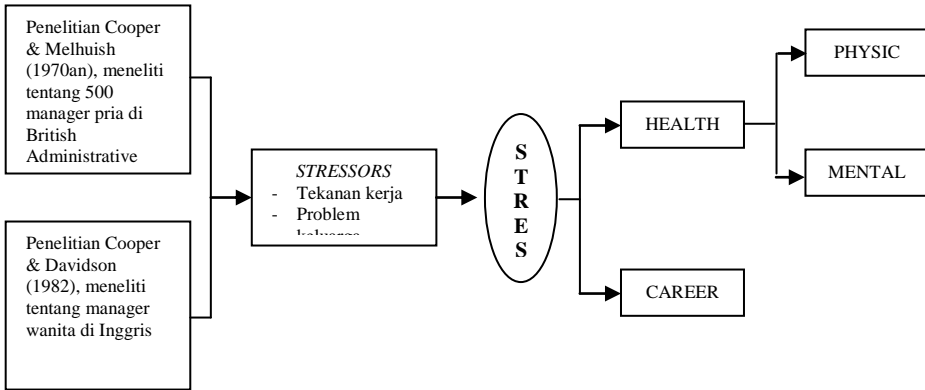 Penelitian Cooper
& Melhuish
(1970an), meneliti
tentang 500
manager pria di
British
Administrative
Penelitian Cooper
& Davidson
(1982), meneliti
tentang manager
wanita di Inggris
STRESSORS
- Tekanan kerja
- Problem
keluarga
S
T
R
E
S
HEALTH
CAREER
PHYSIC
MENTAL